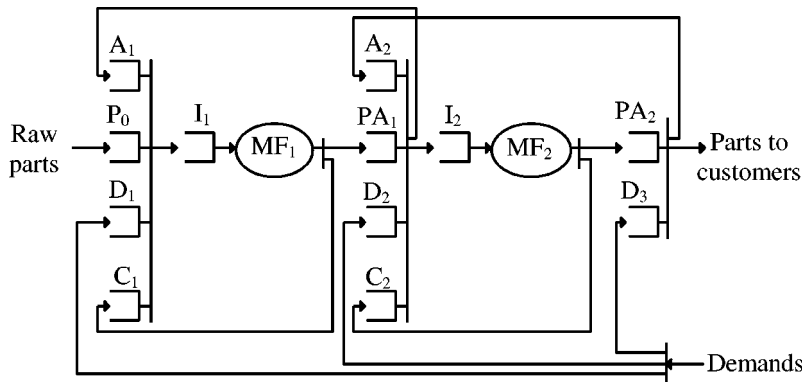 A₁
A₂
Raw
parts
P₀
I₁
MF₁
PA₁
I₂
MF₂
PA₂
Parts to
customers
D₁
D₂
D₃
C₁
C₂
Demands